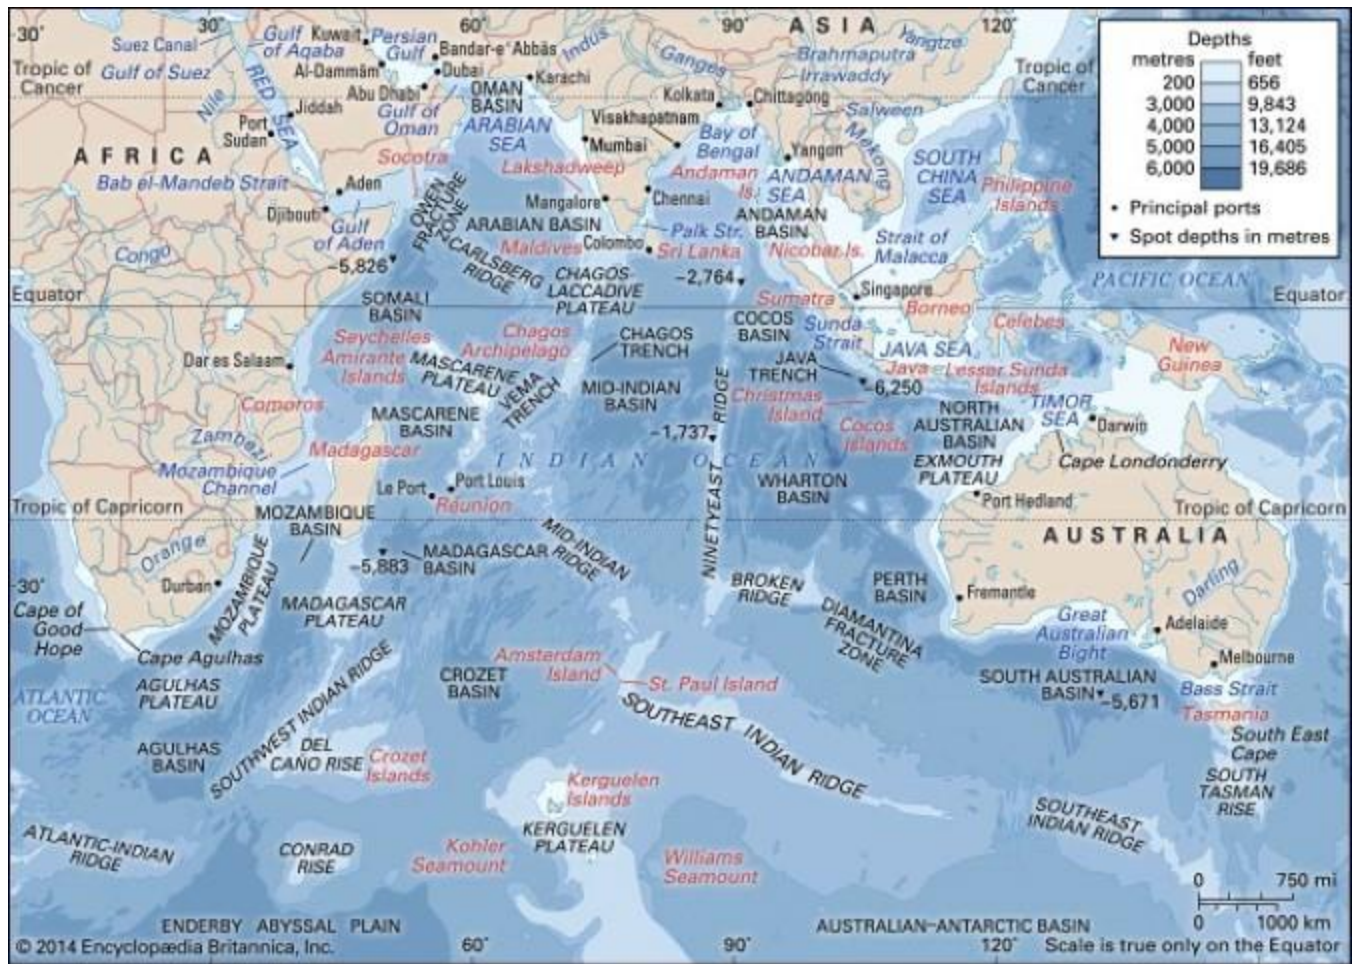 30°
60°
90°
ASIA
120°
Suez Canal
Gulf
of Aqaba
Kuwait
Persian
Gulf
Bandar-e ʿAbbās
Indus
Ganges
Brahmaputra
Yangtze
Irrawaddy
30°
Tropic of
Cancer
Gulf of Suez
Al-Dammām
Dubai
Karachi
Tropic of
Cancer
Abu Dhabi
OMAN
BASIN
Kolkata
Chittagong
Nile
RED SEA
Jiddah
Gulf of
Oman
ARABIAN
SEA
Visakhapatnam
Salween
Port
Sudan
Mumbai
Bay of
Bengal
Mekong
AFRICA
Socotra
Lakshadweep
Andaman
Is.
Yangon
ANDAMAN
SEA
SOUTH
CHINA
SEA
Philippine
Islands
Bab el-Mandeb Strait
Aden
OWEN
FRACTURE
ZONE
Mangalore
Chennai
Djibouti
Gulf
of Aden
ARABIAN BASIN
ANDAMAN
BASIN
Congo
Palk Str.
Maldives
Colombo
Sri Lanka
Nicobar Is.
Strait of
Malacca
CARLSBERG
RIDGE
-5,826
CHAGOS-
LACCADIVE
PLATEAU
-2,764
PACIFIC OCEAN
Equator
SOMALI
BASIN
Sumatra
Singapore
Borneo
Equator
Seychelles
Chagos
Archipelago
CHAGOS
TRENCH
COCOS
BASIN
Sunda
Strait
Celebes
JAVA SEA
New
Guinea
Dar es Salaam
Amirante
Islands
MASCARENE
PLATEAU
VEMA
TRENCH
MID-INDIAN
BASIN
JAVA
TRENCH
Java
Lesser Sunda
Islands
-6,250
Comoros
MASCARENE
BASIN
Christmas
Island
NORTH
AUSTRALIAN
BASIN
TIMOR
SEA
Darwin
Zambezi
Madagascar
-1,737
Cocos
Islands
Mozambique
Channel
INDIAN OCEAN
EXMOUTH
PLATEAU
Cape Londonderry
Le Port
Port Louis
Réunion
WHARTON
BASIN
Port Hedland
Tropic of Capricorn
MOZAMBIQUE
BASIN
NINETYEAST RIDGE
Tropic of Capricorn
Orange
MID-INDIAN
RIDGE
AUSTRALIA
-5,883
MADAGASCAR
BASIN
30°
Durban
MOZAMBIQUE
PLATEAU
BROKEN
RIDGE
PERTH
BASIN
Fremantle
Darling
Cape of
Good
Hope
MADAGASCAR
PLATEAU
DIAMANTINA
FRACTURE
ZONE
Great
Australian
Bight
Adelaide
Cape Agulhas
Amsterdam
Island
Melbourne
ATLANTIC
OCEAN
AGULHAS
PLATEAU
CROZET
BASIN
St. Paul Island
SOUTH AUSTRALIAN
BASIN
-5,671
Bass Strait
SOUTHWEST INDIAN RIDGE
SOUTHEAST INDIAN RIDGE
Tasmania
South East
Cape
AGULHAS
BASIN
DEL
CAÑO RISE
Crozet
Islands
Kerguelen
Islands
SOUTH
TASMAN
RISE
ATLANTIC-INDIAN
RIDGE
CONRAD
RISE
Kohler
Seamount
KERGUELEN
PLATEAU
Williams
Seamount
SOUTHEAST
INDIAN RIDGE
ENDERBY ABYSSAL PLAIN
AUSTRALIAN-ANTARCTIC BASIN
0 750 mi
0 1000 km
© 2014 Encyclopædia Britannica, Inc.
60°
90°
120°
Scale is true only on the Equator
Depths
metres feet
200 656
3,000 9,843
4,000 13,124
5,000 16,405
6,000 19,686
Principal ports
Spot depths in metres